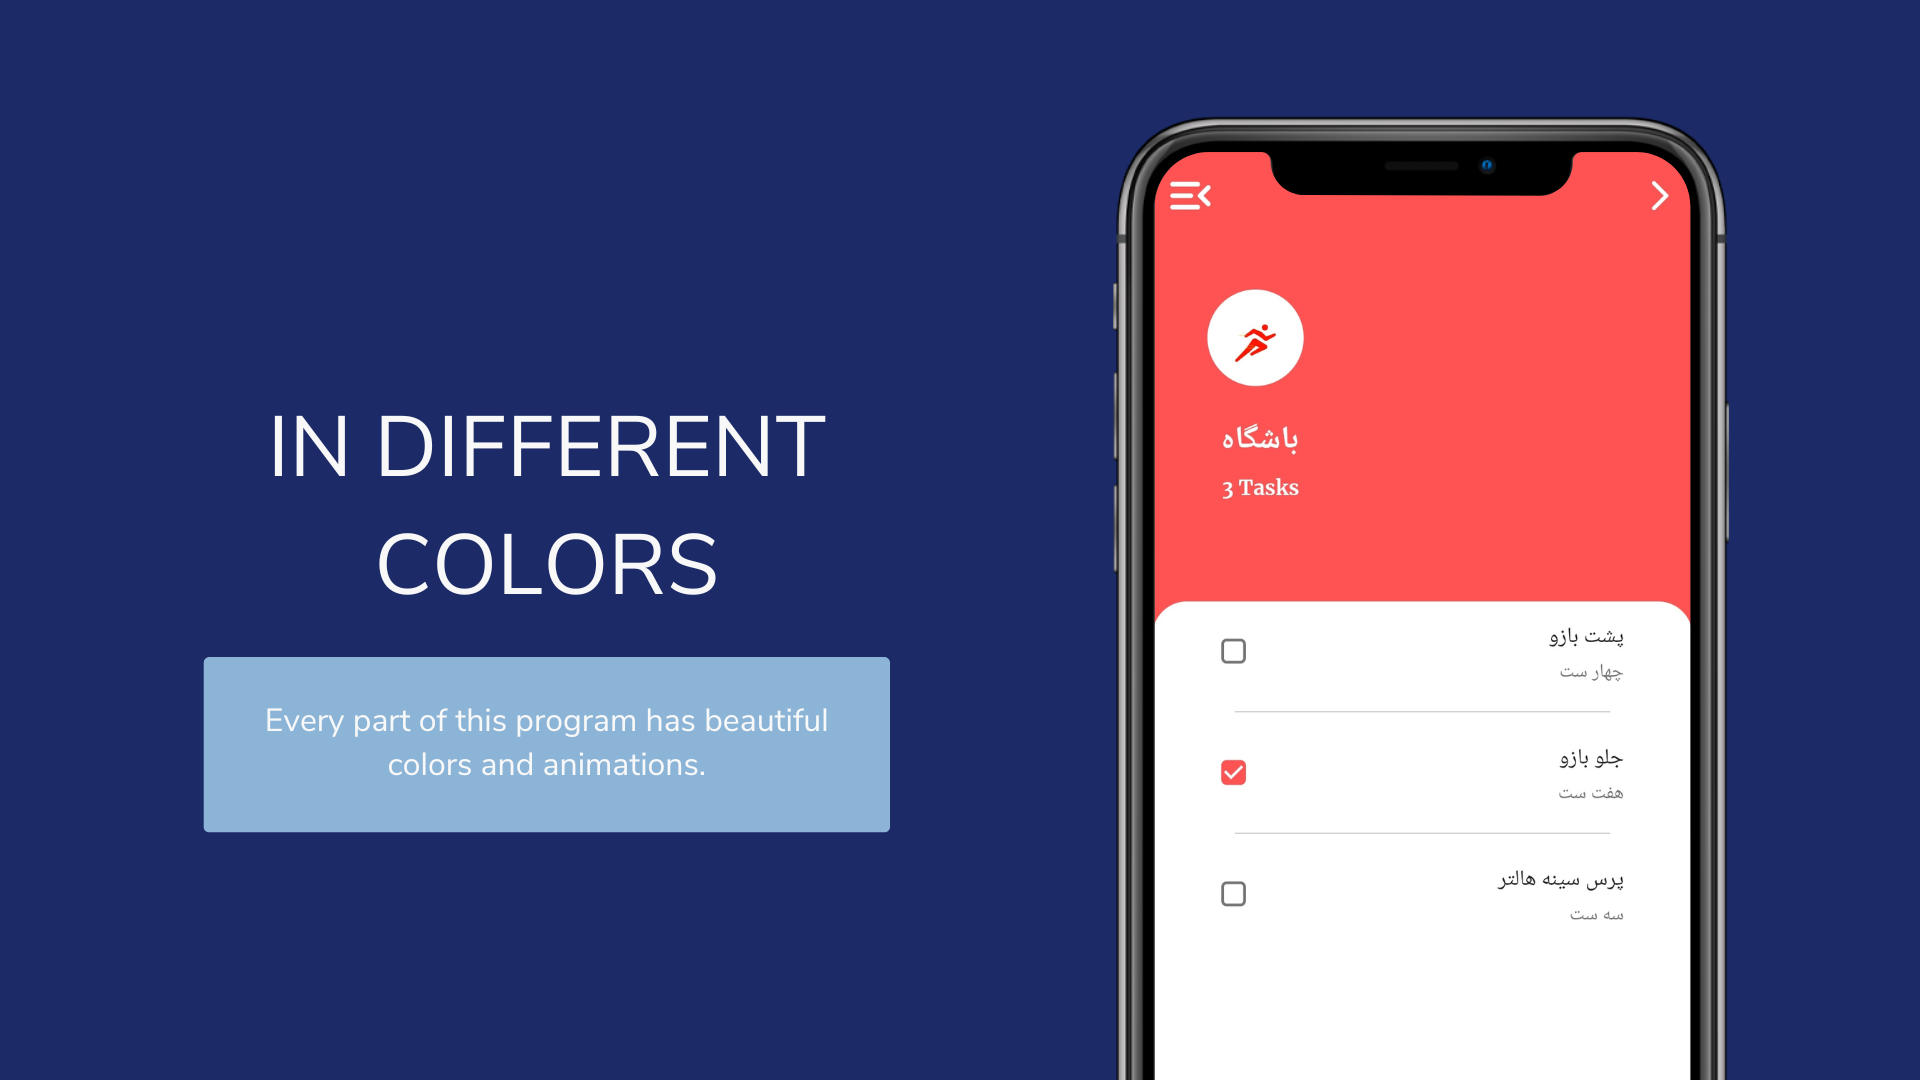 IN DIFFERENT
COLORS
Every part of this program has beautiful
colors and animations.
باشگاه
3 Tasks
پشت بازو
چهار ست
جلو بازو
هفت ست
پرس سینه هالتر
سه ست